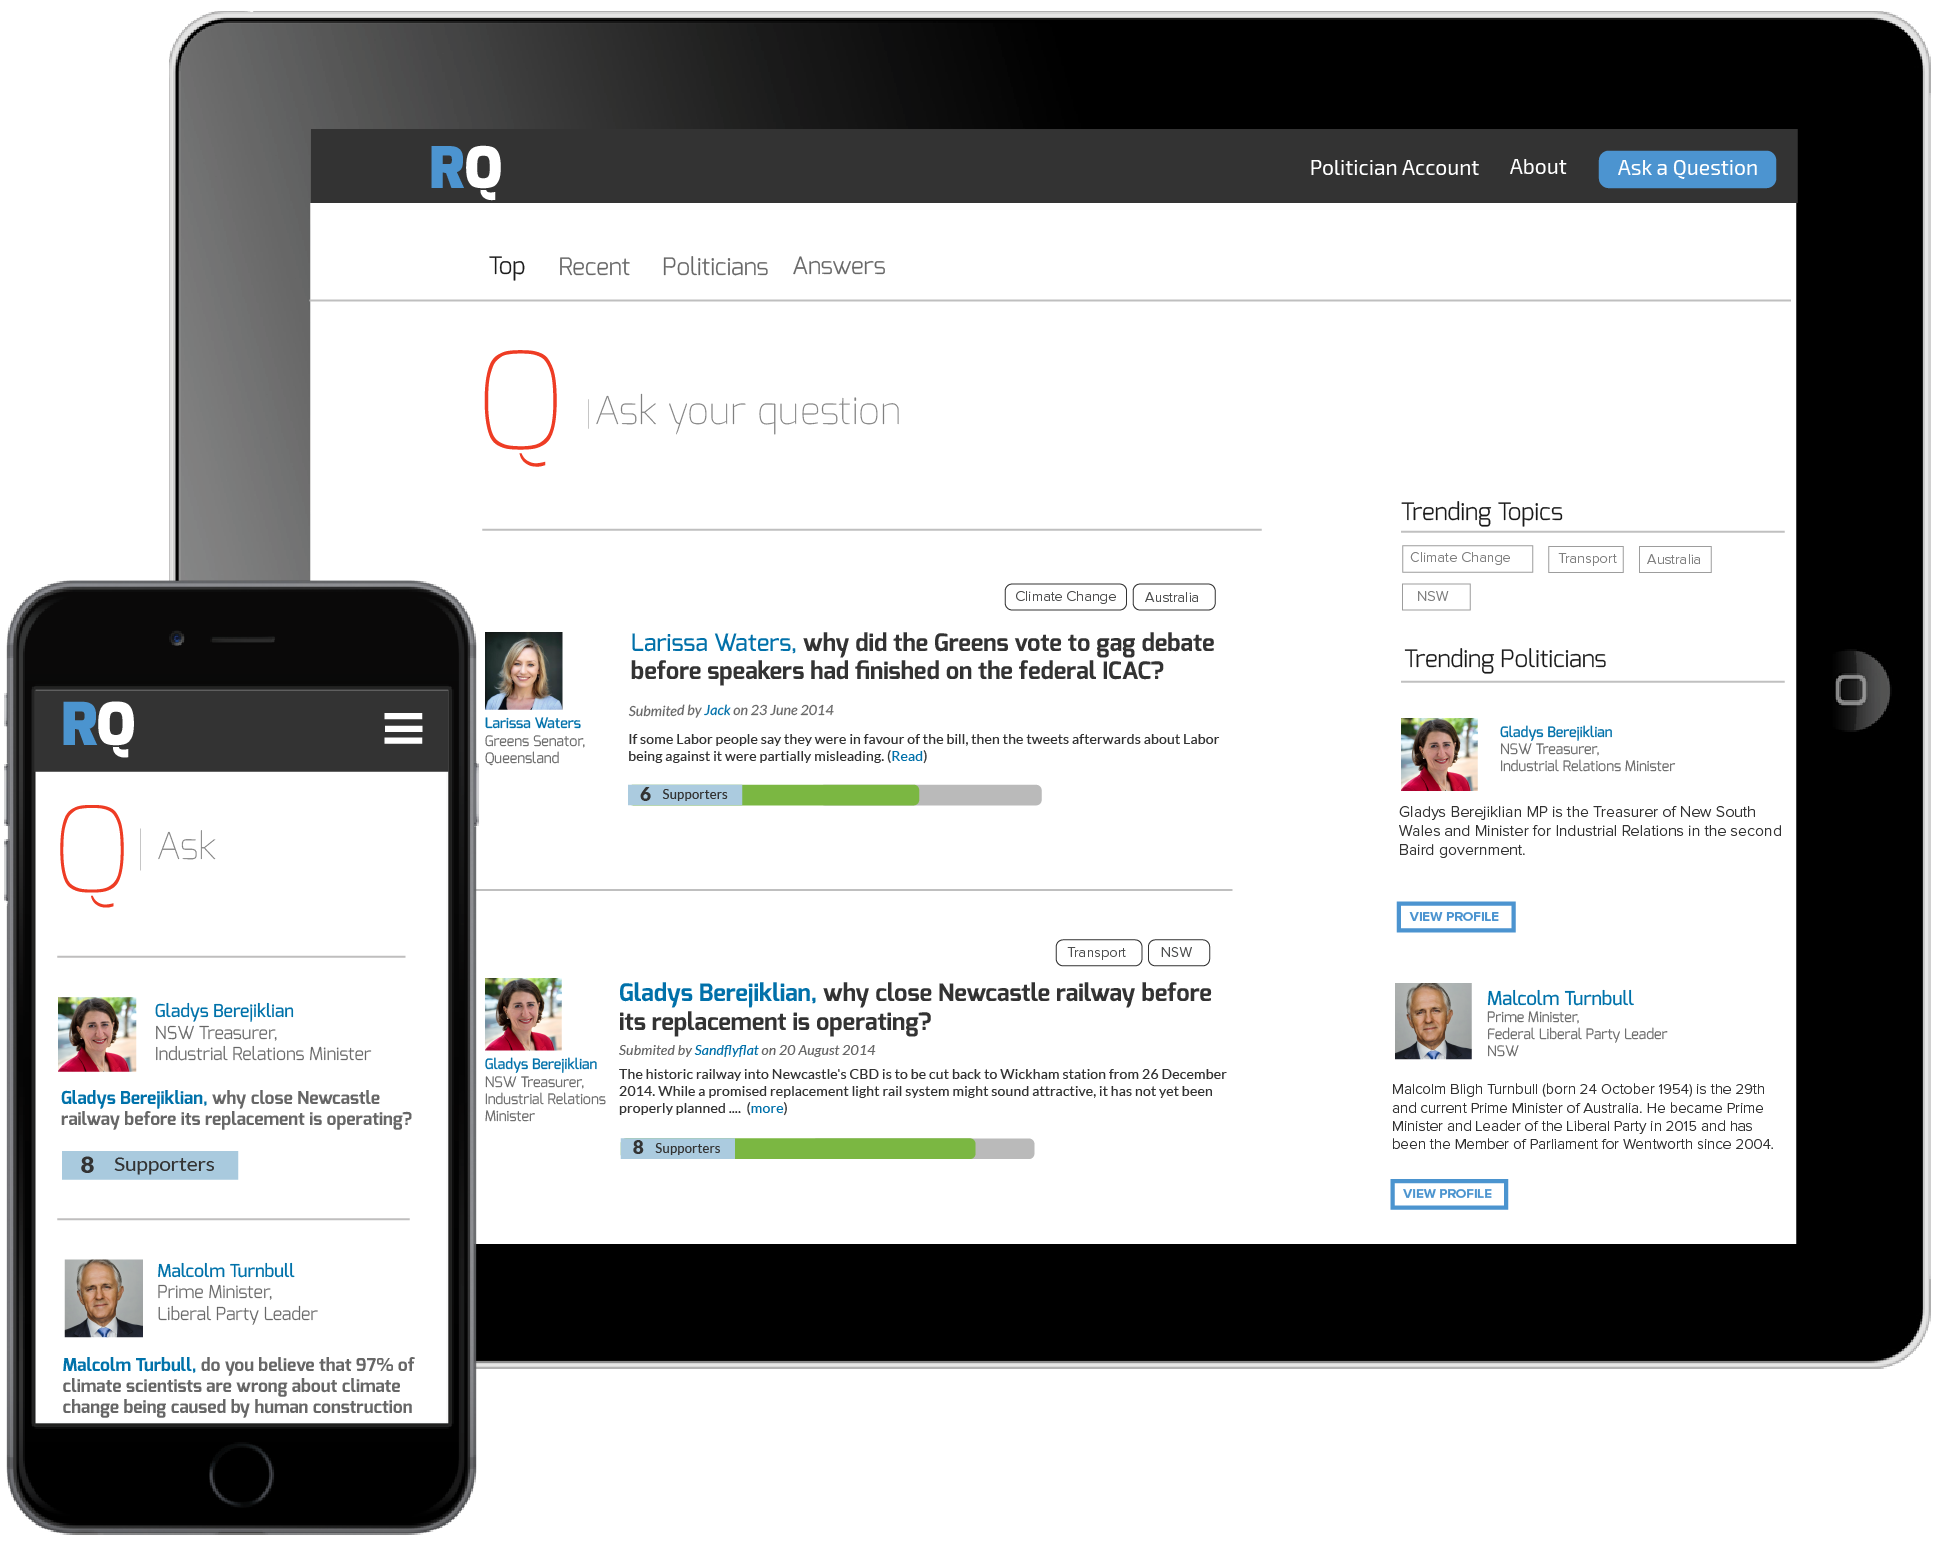 RQ
Politician Account About Ask a Question
Top Recent Politicians Answers
Q Ask your question
Climate Change Australia
Larissa Waters, why did the Greens vote to gag debate
before speakers had finished on the federal ICAC?
Submited by Jack on 23 June 2014
If some Labor people say they were in favour of the bill, then the tweets afterwards about Labor
being against it were partially misleading. (Read)
6 Supporters
Larissa Waters
Greens Senator,
Queensland
Transport NSW
Gladys Berejiklian, why close Newcastle railway before
its replacement is operating?
Submited by Sandflyflat on 20 August 2014
The historic railway into Newcastle's CBD is to be cut back to Wickham station from 26 December
2014. While a promised replacement light rail system might sound attractive, it has not yet been
properly planned .... (more)
8 Supporters
Gladys Berejiklian
NSW Treasurer,
Industrial Relations
Minister
Trending Topics
Climate Change Transport Australia
NSW
Trending Politicians
Gladys Berejiklian
NSW Treasurer,
Industrial Relations Minister
Gladys Berejiklian MP is the Treasurer of New South
Wales and Minister for Industrial Relations in the second
Baird government.
VIEW PROFILE
Malcolm Turnbull
Prime Minister,
Federal Liberal Party Leader
NSW
Malcolm Bligh Turnbull (born 24 October 1954) is the 29th
and current Prime Minister of Australia. He became Prime
Minister and Leader of the Liberal Party in 2015 and has
been the Member of Parliament for Wentworth since 2004.
VIEW PROFILE
RQ
Q Ask
Gladys Berejiklian
NSW Treasurer,
Industrial Relations Minister
Gladys Berejiklian, why close Newcastle
railway before its replacement is operating?
8 Supporters
Malcolm Turnbull
Prime Minister,
Liberal Party Leader
Malcolm Turbull, do you believe that 97% of
climate scientists are wrong about climate
change being caused by human construction